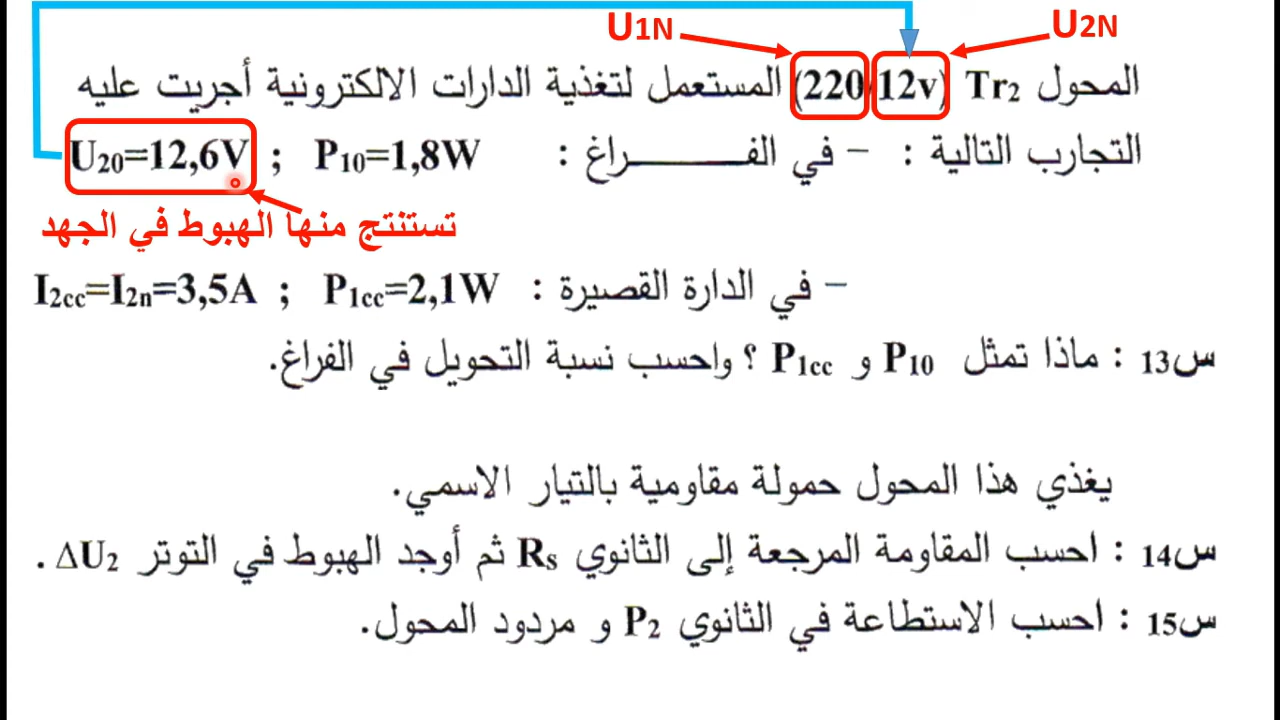 U1N
U2N
المحول Tr2 (220/12v) المستعمل لتغذية الدارات الالكترونية أجريت عليه
التجارب التالية : - في الفـــــــراغ : P10=1,8W ; U20=12,6V
تستنتج منها الهبوط في الجهد
- في الدارة القصيرة : P1cc=2,1W ; I2cc=I2n=3,5A
س13 : ماذا تمثل P10 و P1cc ؟ واحسب نسبة التحويل في الفراغ.
يغذي هذا المحول حمولة مقاومية بالتيار الاسمي.
س14 : احسب المقاومة المرجعة إلى الثانوي Rs ثم أوجد الهبوط في التوتر ΔU2 .
س15 : احسب الاستطاعة في الثانوي P2 و مردود المحول.